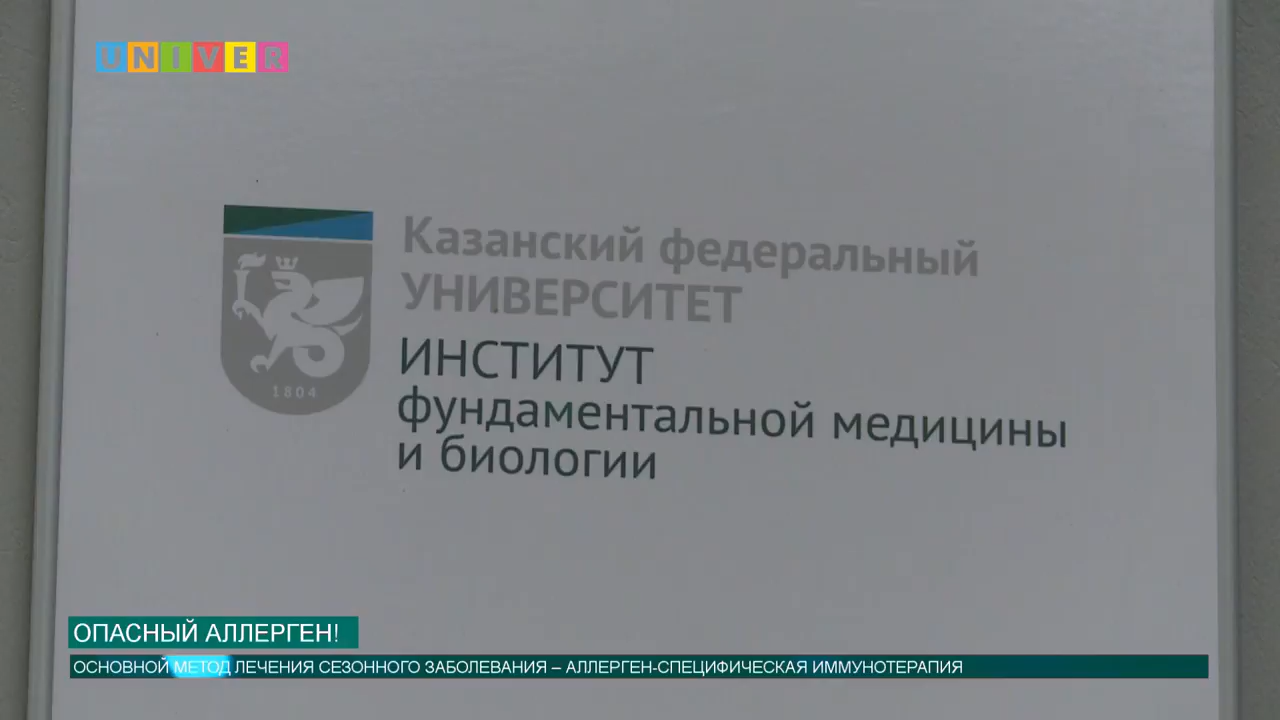 UNIVER
Казанский федеральный
УНИВЕРСИТЕТ
ИНСТИТУТ
фундаментальной медицины
и биологии
1804
ОПАСНЫЙ АЛЛЕРГЕН!
ОСНОВНОЙ МЕТОД ЛЕЧЕНИЯ СЕЗОННОГО ЗАБОЛЕВАНИЯ – АЛЛЕРГЕН-СПЕЦИФИЧЕСКАЯ ИММУНОТЕРАПИЯ